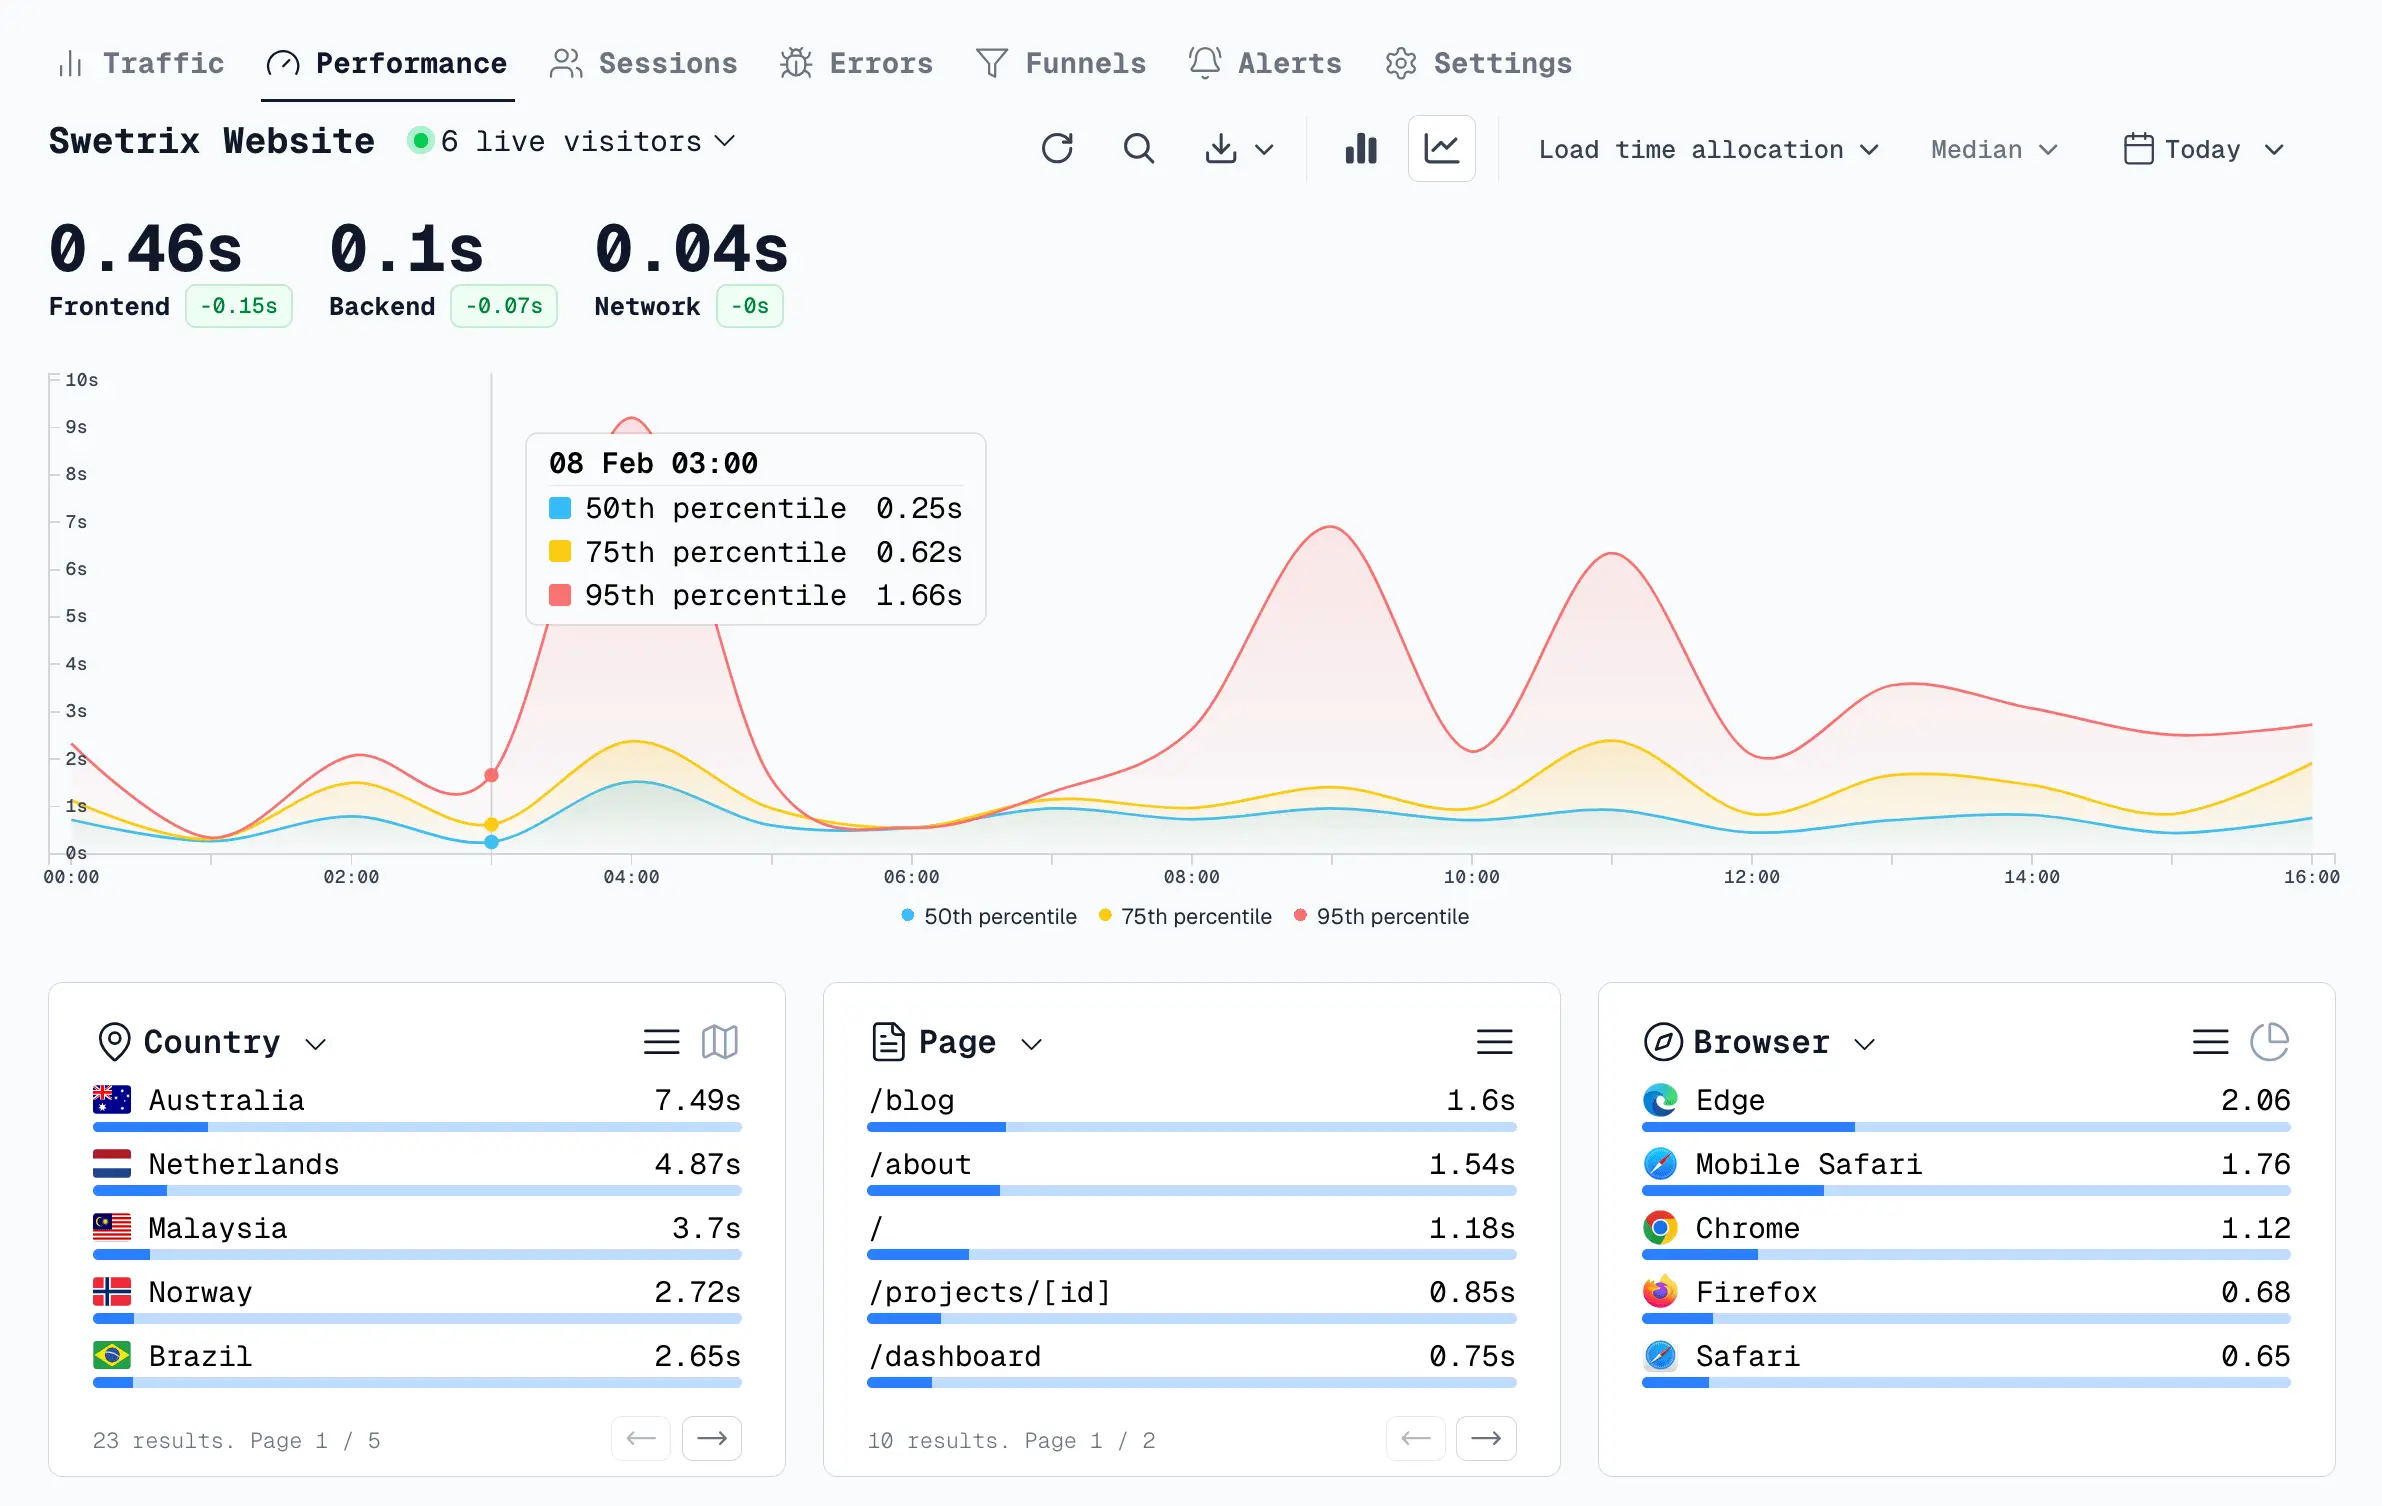 Traffic Performance Sessions Errors Funnels Alerts Settings
Swetrix Website 6 live visitors Load time allocation Median Today
0.46s 0.1s 0.04s
Frontend -0.15s Backend -0.07s Network -0s
10s
9s
8s
7s
6s
5s
4s
3s
2s
1s
0s
08 Feb 03:00
50th percentile 0.25s
75th percentile 0.62s
95th percentile 1.66s
00:00 02:00 04:00 06:00 08:00 10:00 12:00 14:00 16:00
50th percentile 75th percentile 95th percentile
Country
Australia 7.49s
Netherlands 4.87s
Malaysia 3.7s
Norway 2.72s
Brazil 2.65s
23 results. Page 1 / 5
Page
/blog 1.6s
/about 1.54s
/ 1.18s
/projects/[id] 0.85s
/dashboard 0.75s
10 results. Page 1 / 2
Browser
Edge 2.06
Mobile Safari 1.76
Chrome 1.12
Firefox 0.68
Safari 0.65